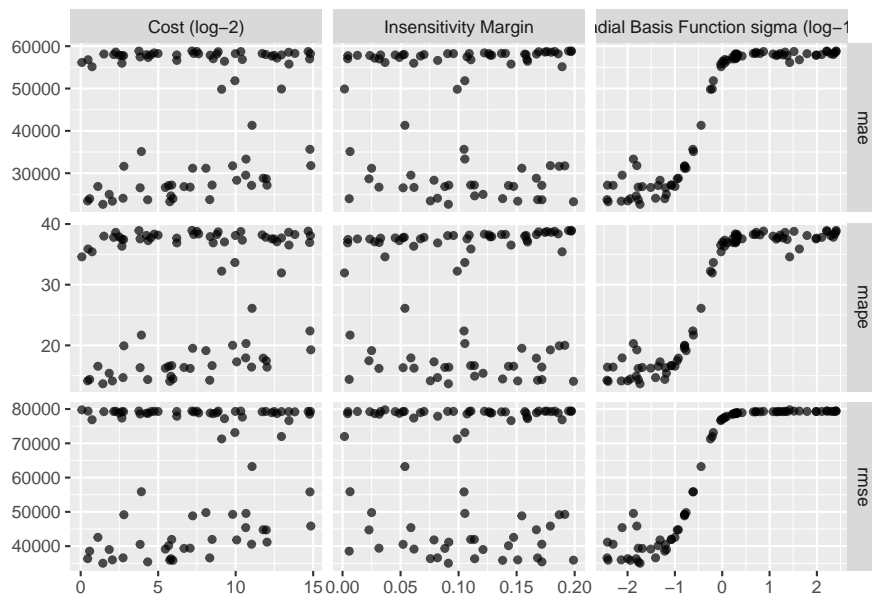 Cost (log−2)
Insensitivity Margin
dial Basis Function sigma (log−1
60000
50000
40000
30000
mae
40
30
20
mape
80000
70000
60000
50000
40000
rmse
0 5 10 15 0.00 0.05 0.10 0.15 0.20 −2 −1 0 1 2